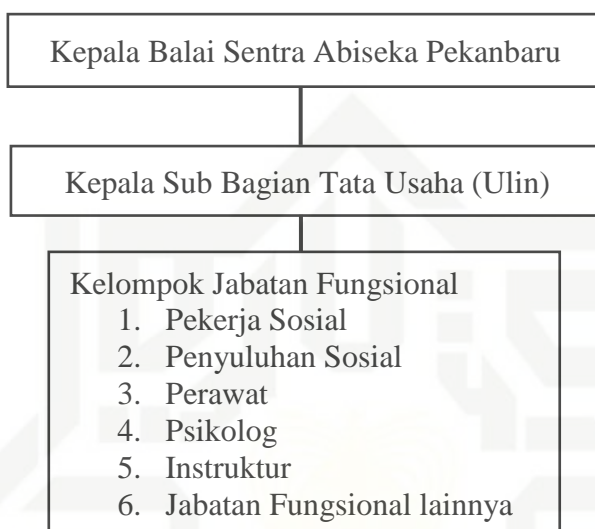 Kepala Balai Sentra Abiseka Pekanbaru
Kepala Sub Bagian Tata Usaha (Ulin)
Kelompok Jabatan Fungsional
1. Pekerja Sosial
2. Penyuluhan Sosial
3. Perawat
4. Psikolog
5. Instruktur
6. Jabatan Fungsional lainnya